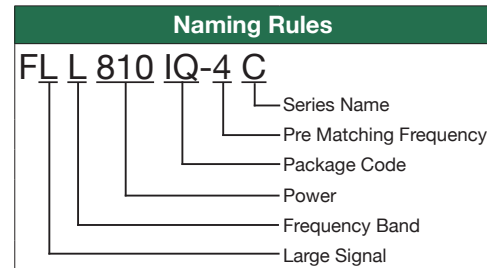 Naming Rules
FL L 810 IQ-4 C
Series Name
Pre Matching Frequency
Package Code
Power
Frequency Band
Large Signal